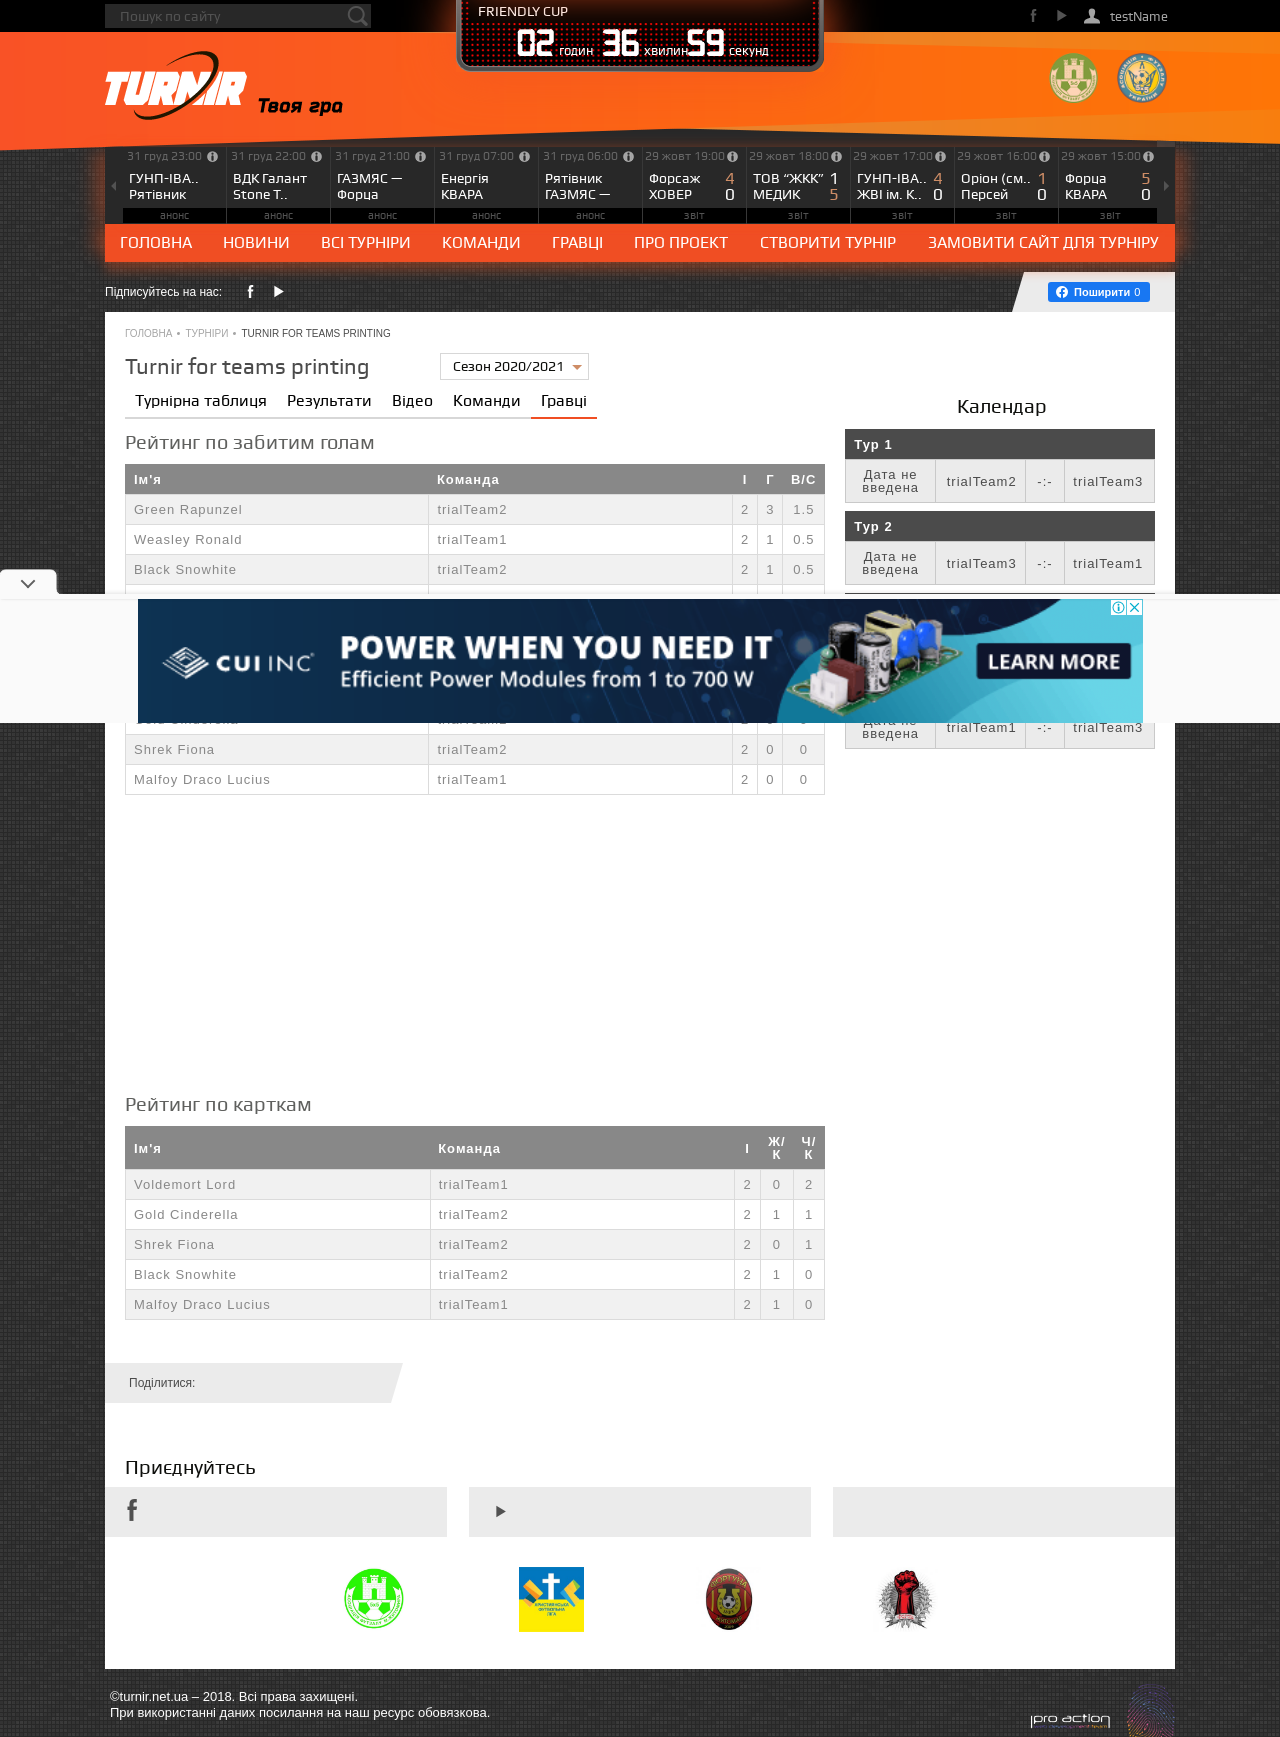 Пошук по сайту
FRIENDLY CUP
02 годин 36 хвилин 59 секунд
testName
TURNIR Твоя гра
31 груд 23:00
ГУНП-ІВА..
Рятівник
анонс
31 груд 22:00
ВДК Галант
Stone T..
анонс
31 груд 21:00
ГАЗМЯС —
Форца
анонс
31 груд 07:00
Енергія
КВАРА
анонс
31 груд 06:00
Рятівник
ГАЗМЯС —
анонс
29 жовт 19:00
Форсаж 4
ХОВЕР 0
звіт
29 жовт 18:00
ТОВ “ЖКК” 1
МЕДИК 5
звіт
29 жовт 17:00
ГУНП-ІВА.. 4
ЖВІ ім. К.. 0
звіт
29 жовт 16:00
Оріон (см.. 1
Персей 0
звіт
29 жовт 15:00
Форца 5
КВАРА 0
звіт
ГОЛОВНА НОВИНИ ВСІ ТУРНІРИ КОМАНДИ ГРАВЦІ ПРО ПРОЕКТ СТВОРИТИ ТУРНІР ЗАМОВИТИ САЙТ ДЛЯ ТУРНІРУ
Підписуйтесь на нас:
Поширити 0
ГОЛОВНА • ТУРНІРИ • TURNIR FOR TEAMS PRINTING
Turnir for teams printing
Сезон 2020/2021
Турнірна таблиця Результати Відео Команди Гравці
Рейтинг по забитим голам
Ім'я Команда І Г В/С
Green Rapunzel trialTeam2 2 3 1.5
Weasley Ronald trialTeam1 2 1 0.5
Black Snowhite trialTeam2 2 1 0.5
Календар
Тур 1
Дата не введена trialTeam2 -:- trialTeam3
Тур 2
Дата не введена trialTeam3 -:- trialTeam1
CUI INC
POWER WHEN YOU NEED IT
Efficient Power Modules from 1 to 700 W
LEARN MORE
Shrek Fiona trialTeam2 2 0 0
Malfoy Draco Lucius trialTeam1 2 0 0
введена trialTeam1 -:- trialTeam3
Рейтинг по карткам
Ім'я Команда І Ж/К Ч/К
Voldemort Lord trialTeam1 2 0 2
Gold Cinderella trialTeam2 2 1 1
Shrek Fiona trialTeam2 2 0 1
Black Snowhite trialTeam2 2 1 0
Malfoy Draco Lucius trialTeam1 2 1 0
Поділитися:
Приєднуйтесь
©turnir.net.ua – 2018. Всі права захищені.
При використанні даних посилання на наш ресурс обовязкова.
pro action